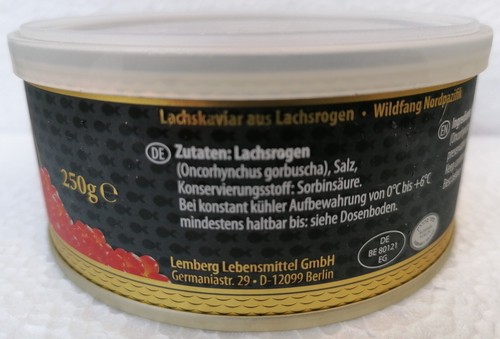 Lachskaviar aus Lachsrogen · Wildfang Nordpazifik
DE Zutaten: Lachsrogen
(Oncorhynchus gorbuscha), Salz,
Konservierungsstoff: Sorbinsäure.
Bei konstant kühler Aufbewahrung von 0°C bis +6°C
mindestens haltbar bis: siehe Dosenboden.
250g e
EN
DE
BE 80121
EG
Lemberg Lebensmittel GmbH
Germaniastr. 29 • D-12099 Berlin